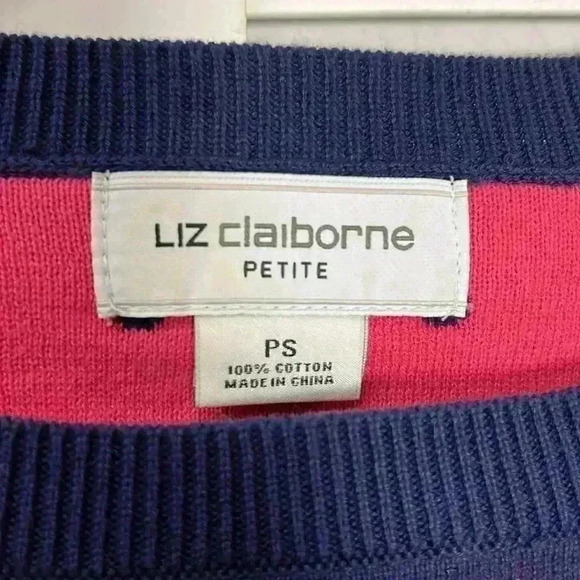 LIZ claiborne
PETITE
PS
100% COTTON
MADE IN CHINA